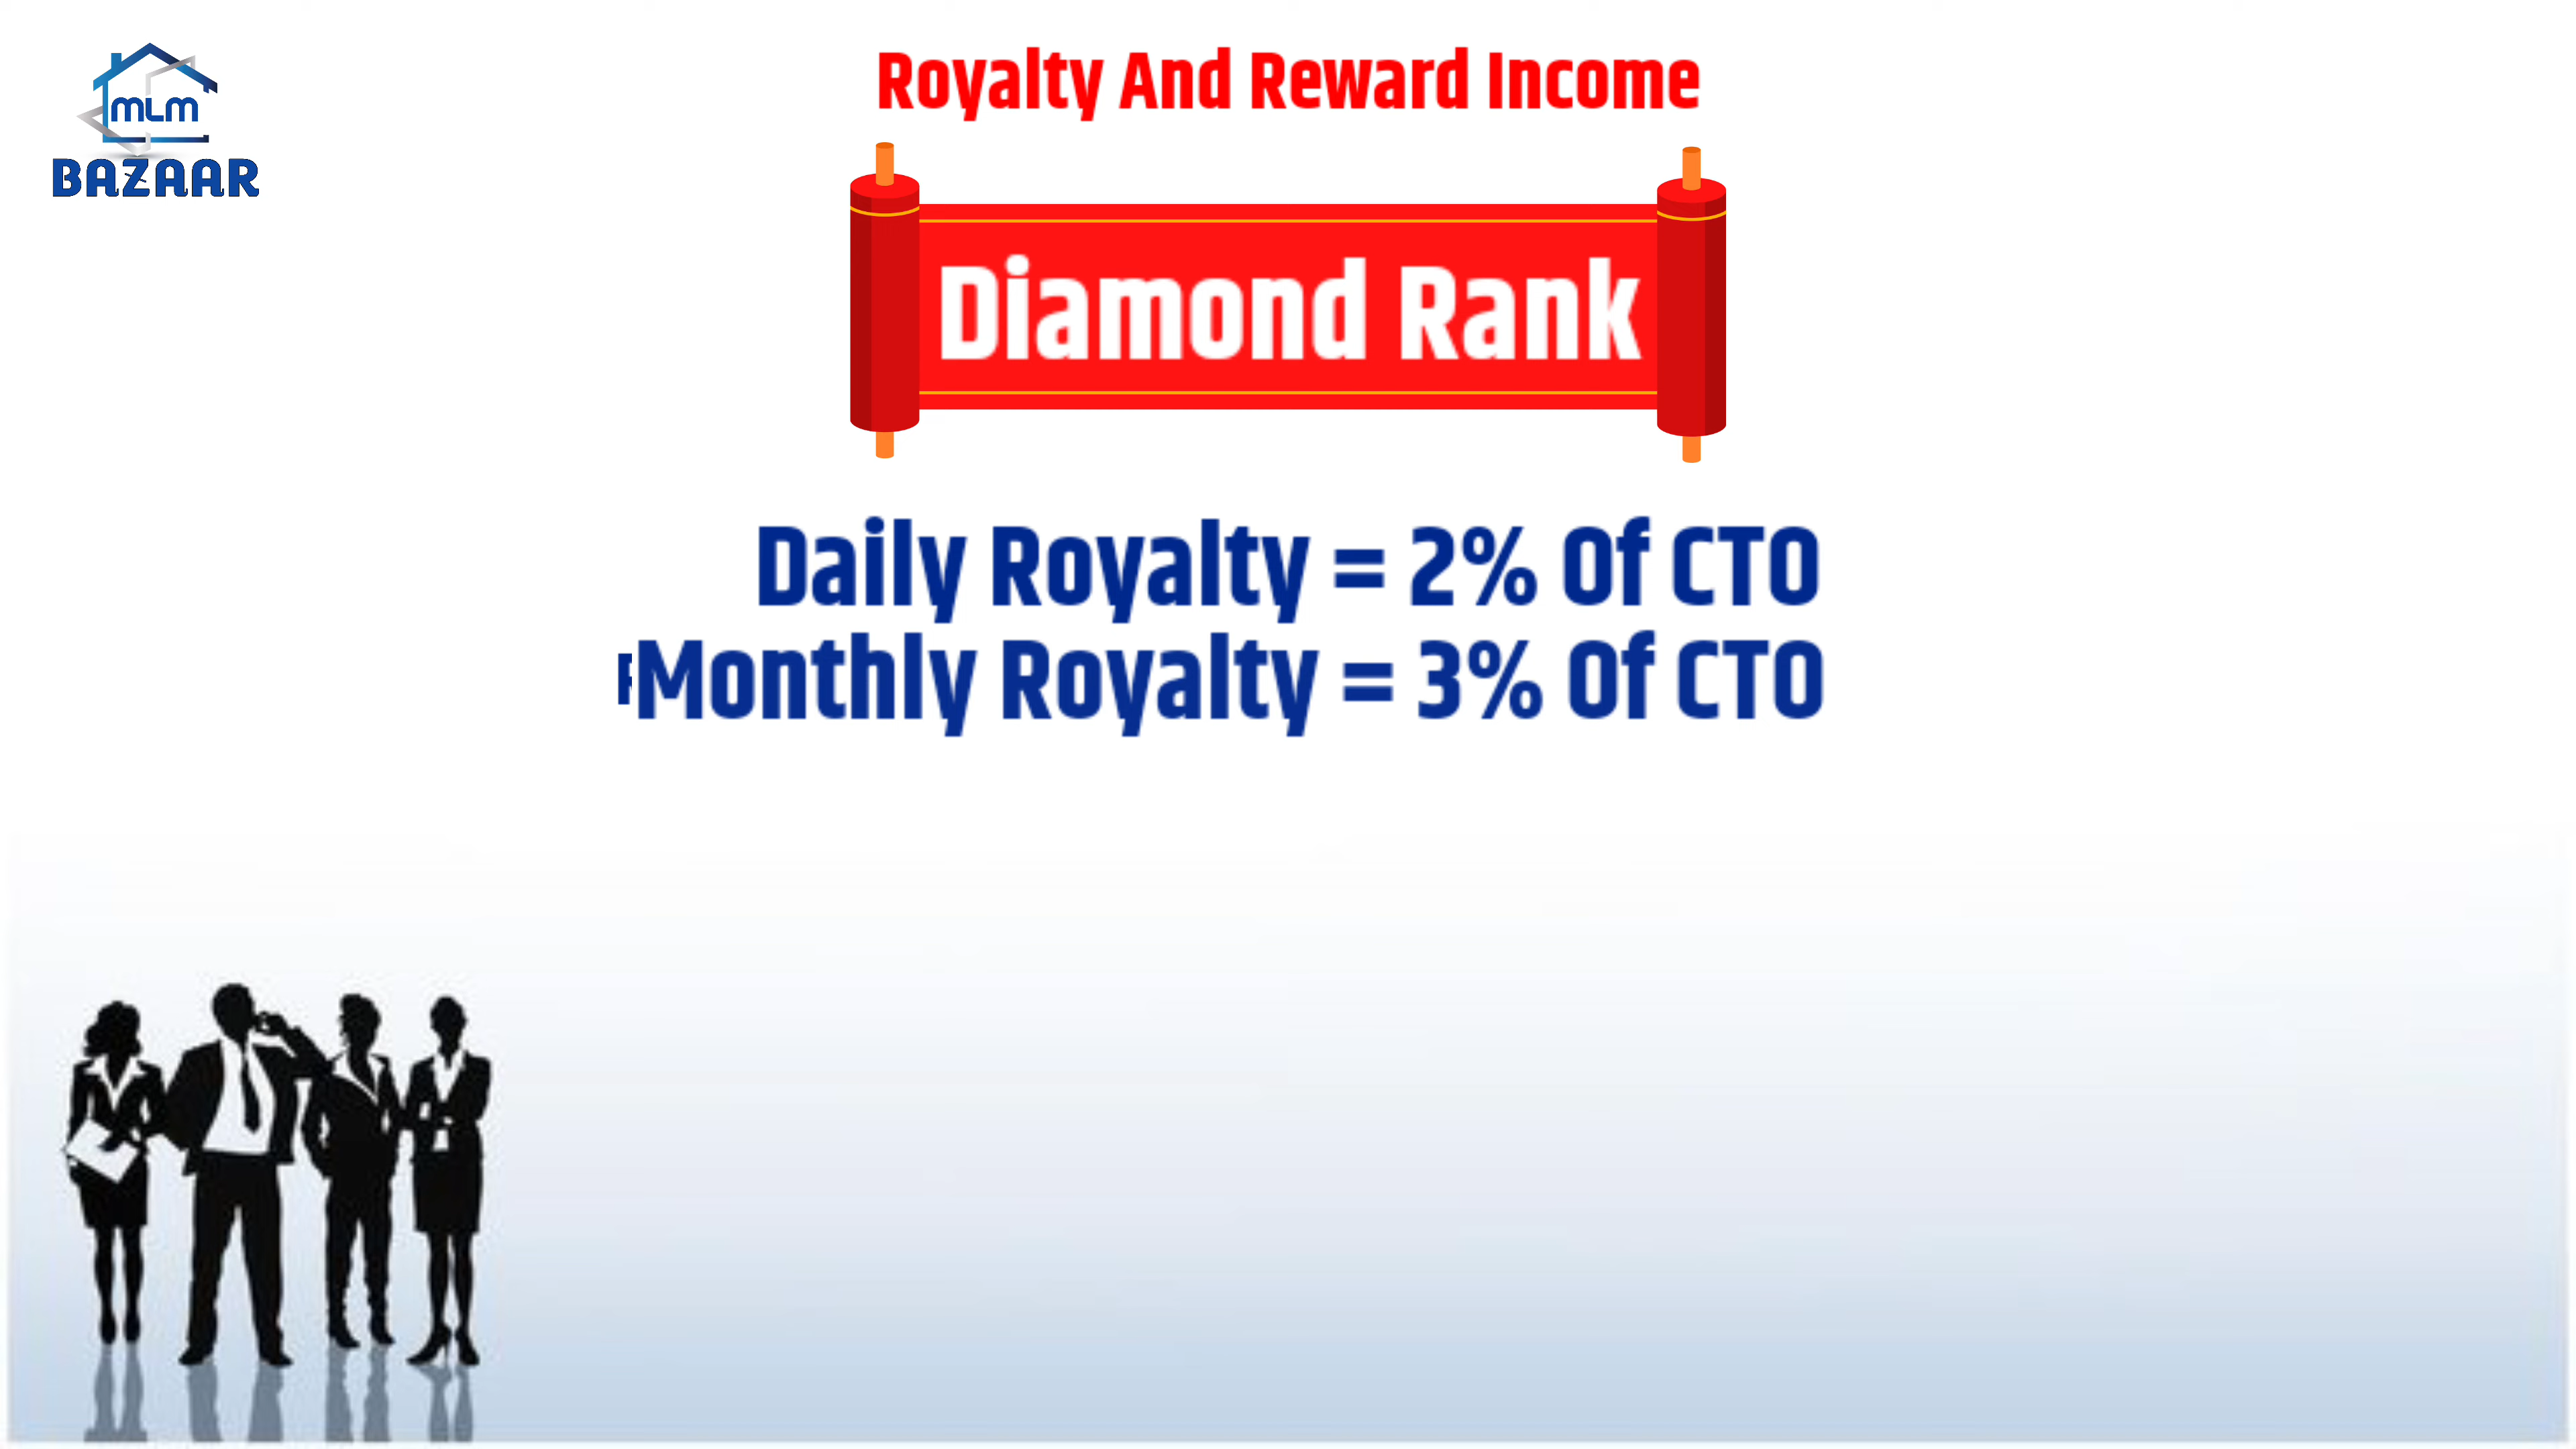 mLm
BAZAAR
Royalty And Reward Income
Diamond Rank
Daily Royalty = 2% Of CTO
Monthly Royalty = 3% Of CTO